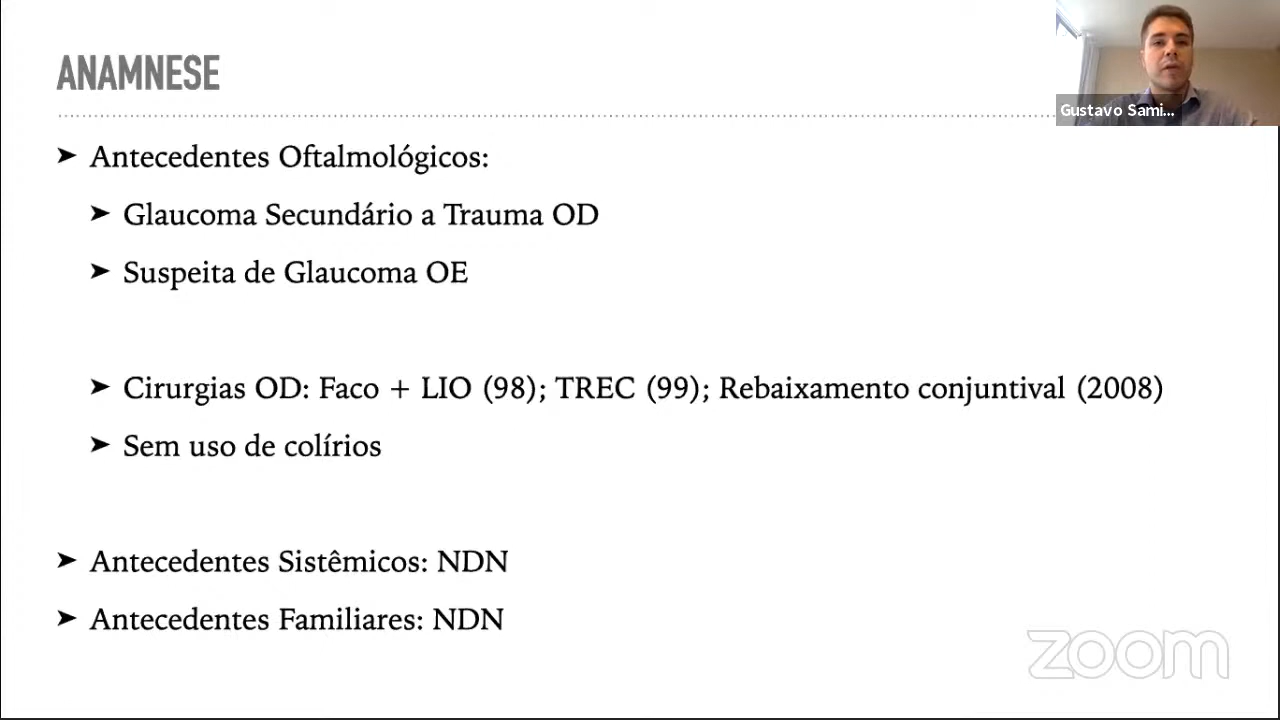 ANAMNESE
Gustavo Sami...
➤ Antecedentes Oftalmológicos:
➤ Glaucoma Secundário a Trauma OD
➤ Suspeita de Glaucoma OE
➤ Cirurgias OD: Faco + LIO (98); TREC (99); Rebaixamento conjuntival (2008)
➤ Sem uso de colírios
➤ Antecedentes Sistêmicos: NDN
➤ Antecedentes Familiares: NDN
zoom